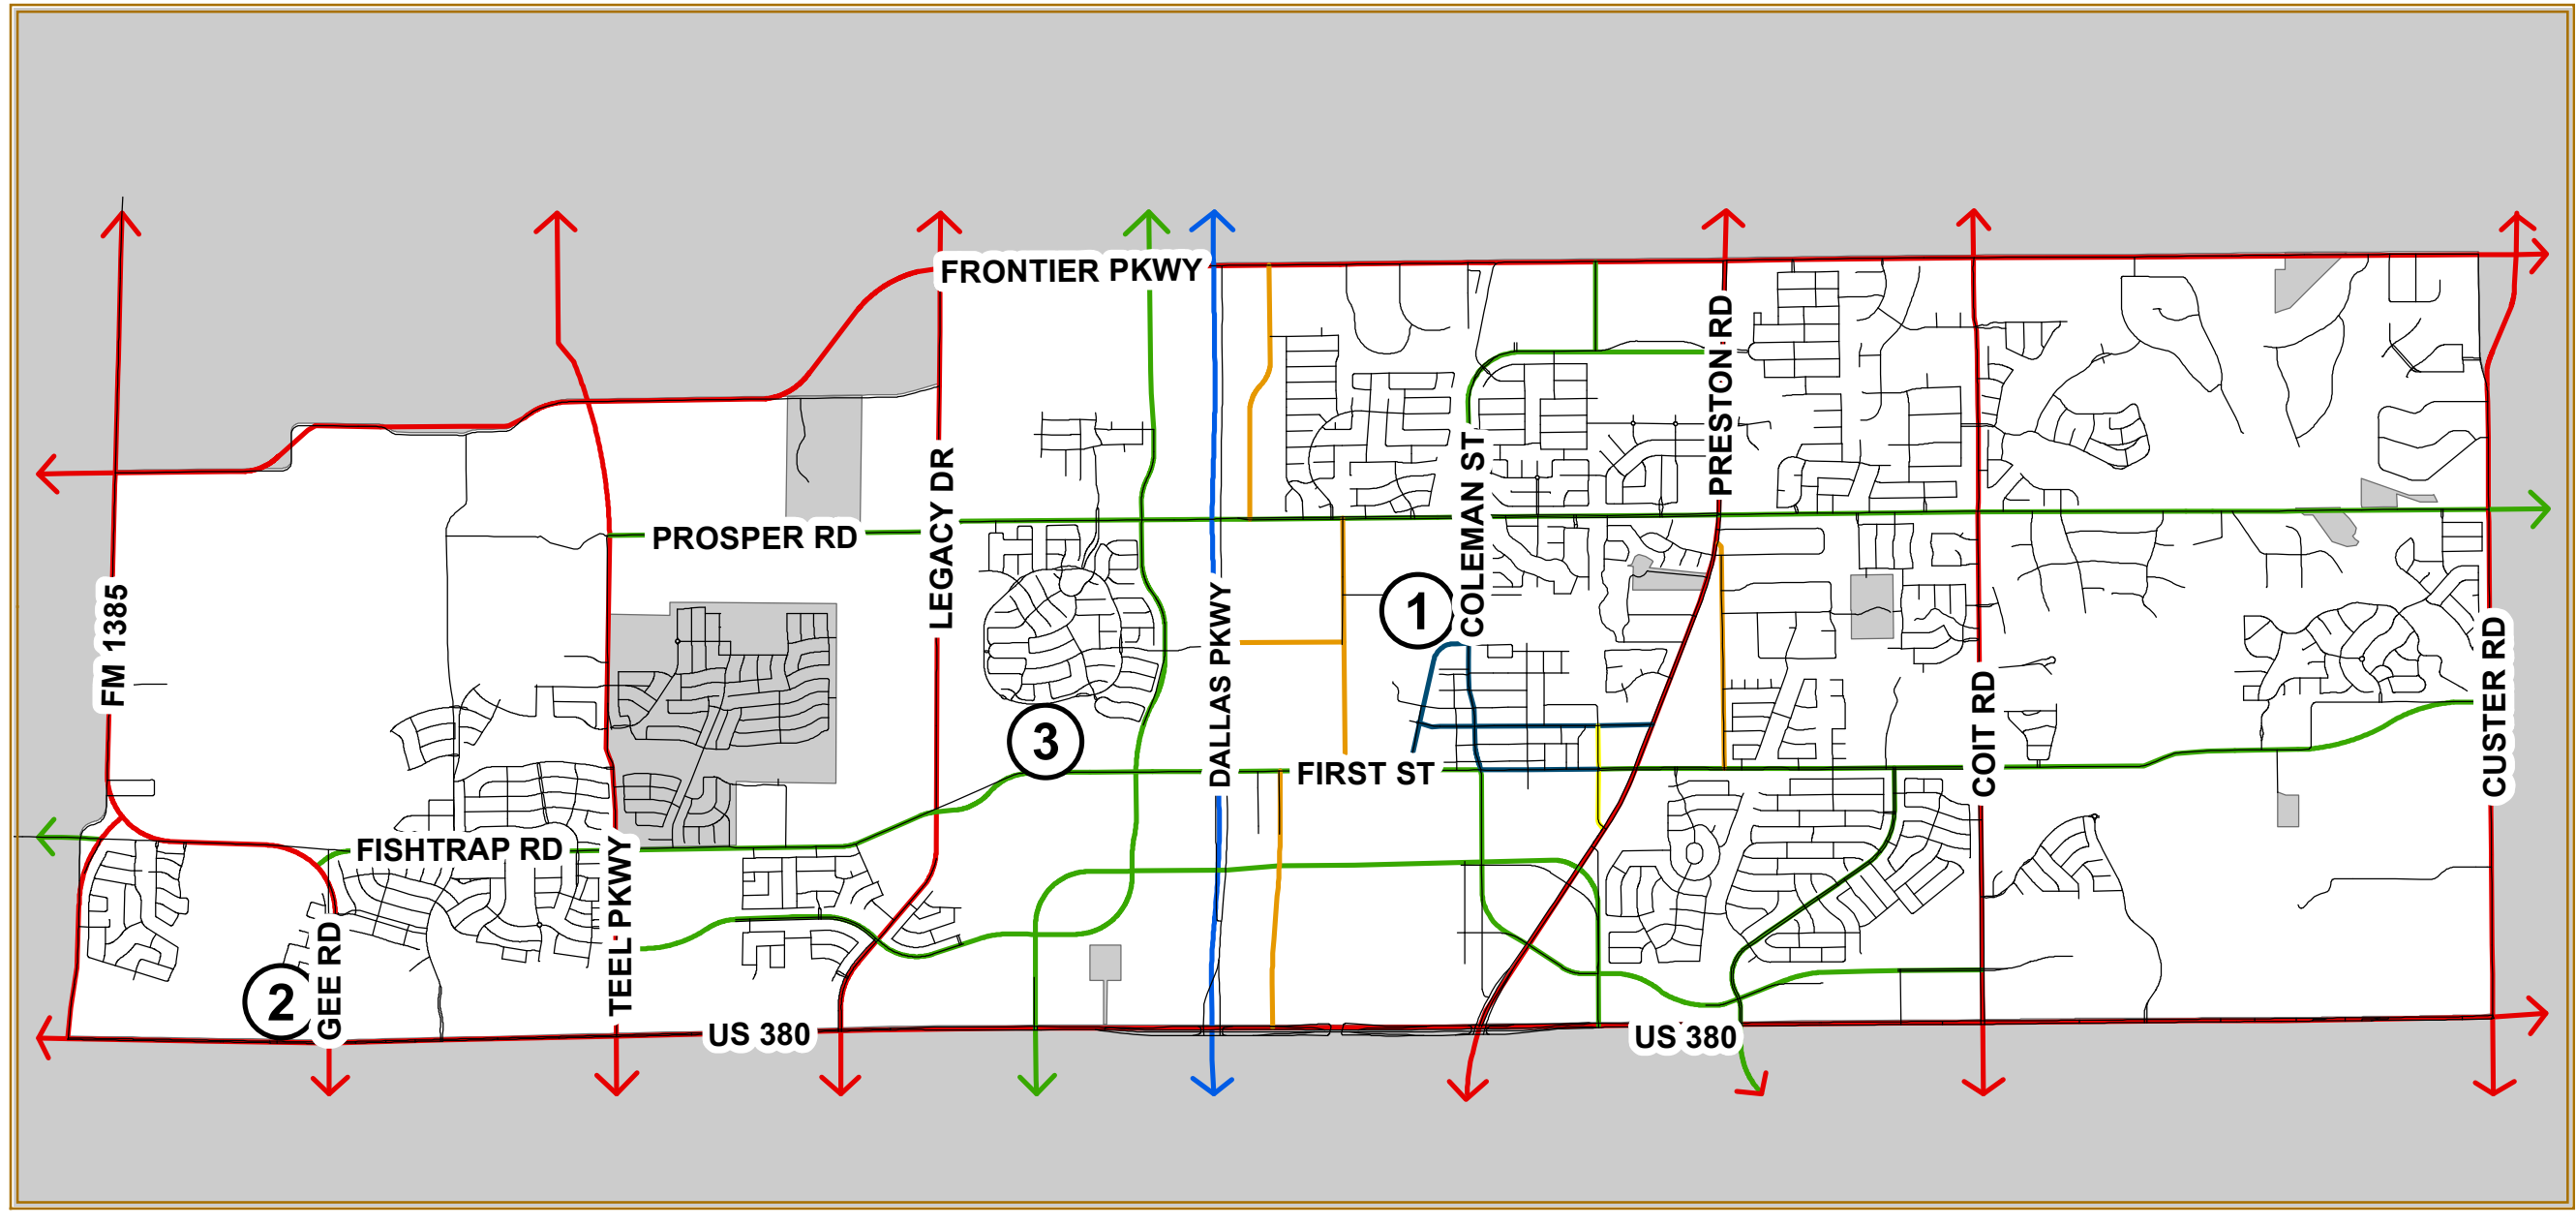 FRONTIER PKWY
PRESTON RD
COLEMAN ST
LEGACY DR
PROSPER RD
FM 1385
DALLAS PKWY
1
CUSTER RD
COIT RD
3
FIRST ST
FISHTRAP RD
TEEL PKWY
GEE RD
2
US 380
US 380